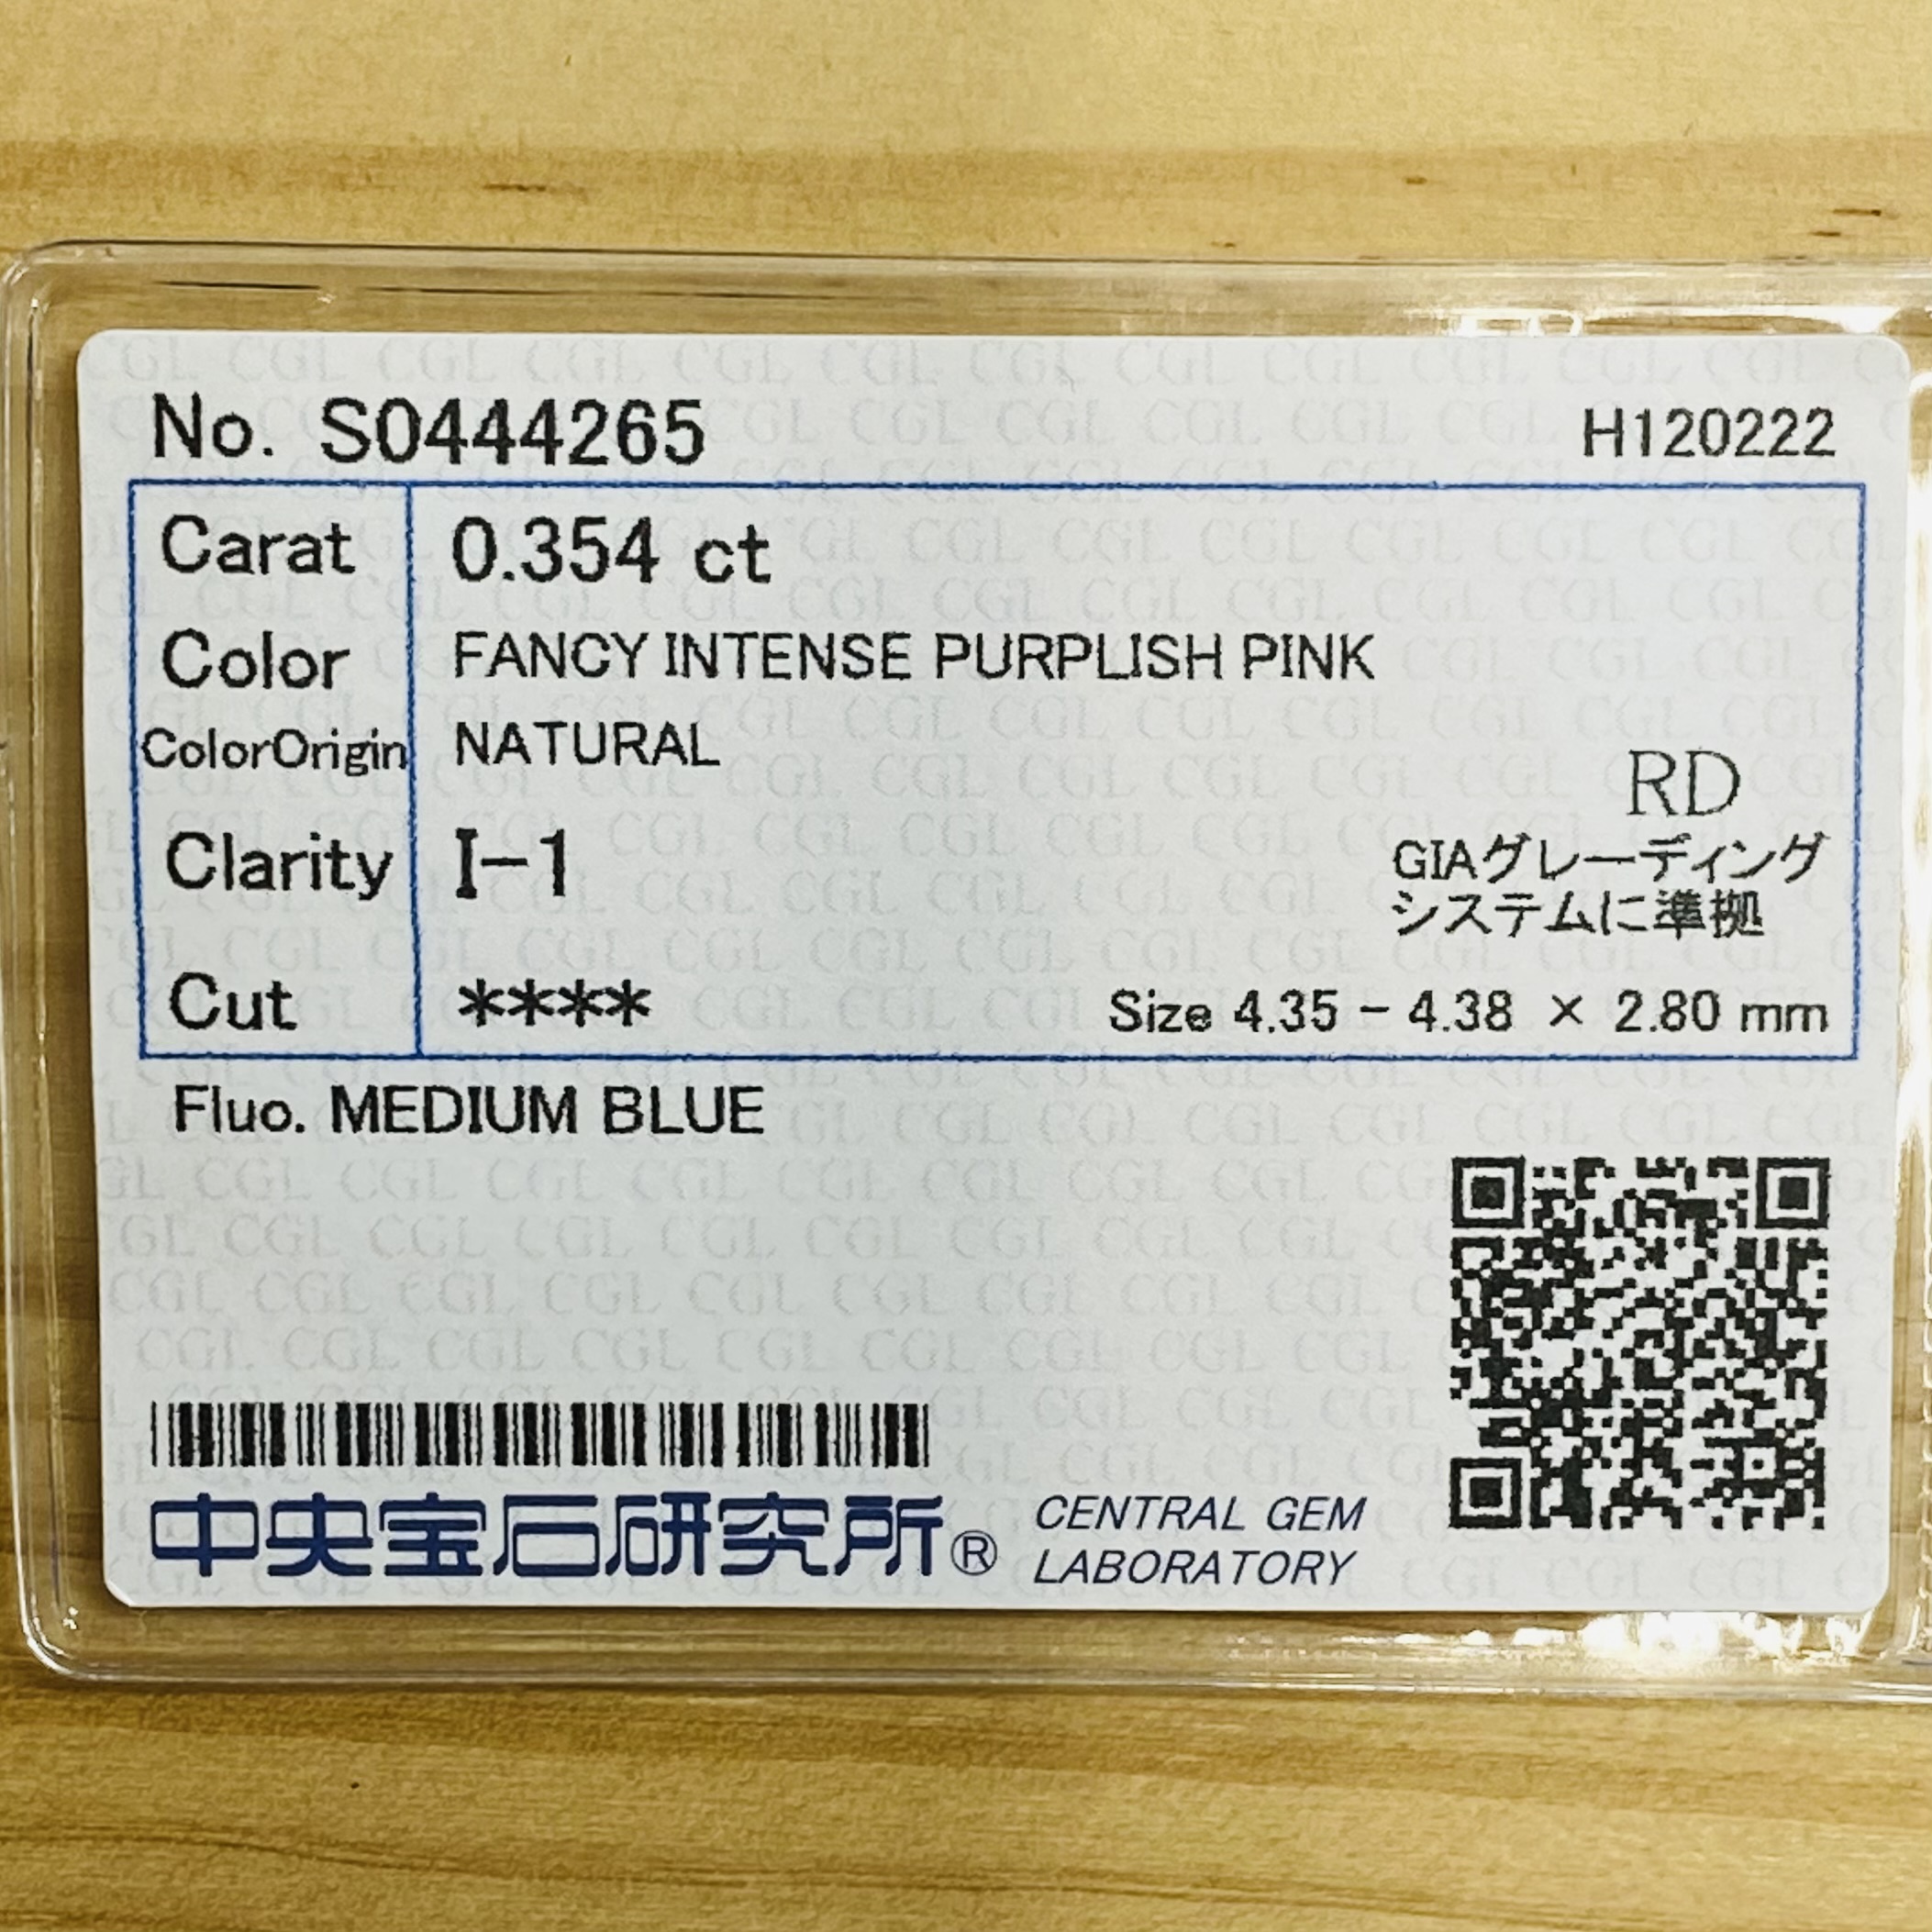 No. S0444265 H120222
Carat 0.354 ct
Color FANCY INTENSE PURPLISH PINK
ColorOrigin NATURAL
RD
Clarity I-1
GIAグレーディング
システムに準拠
Cut ****
Size 4.35 - 4.38 × 2.80 mm
Fluo. MEDIUM BLUE
中央宝石研究所® CENTRAL GEM
LABORATORY